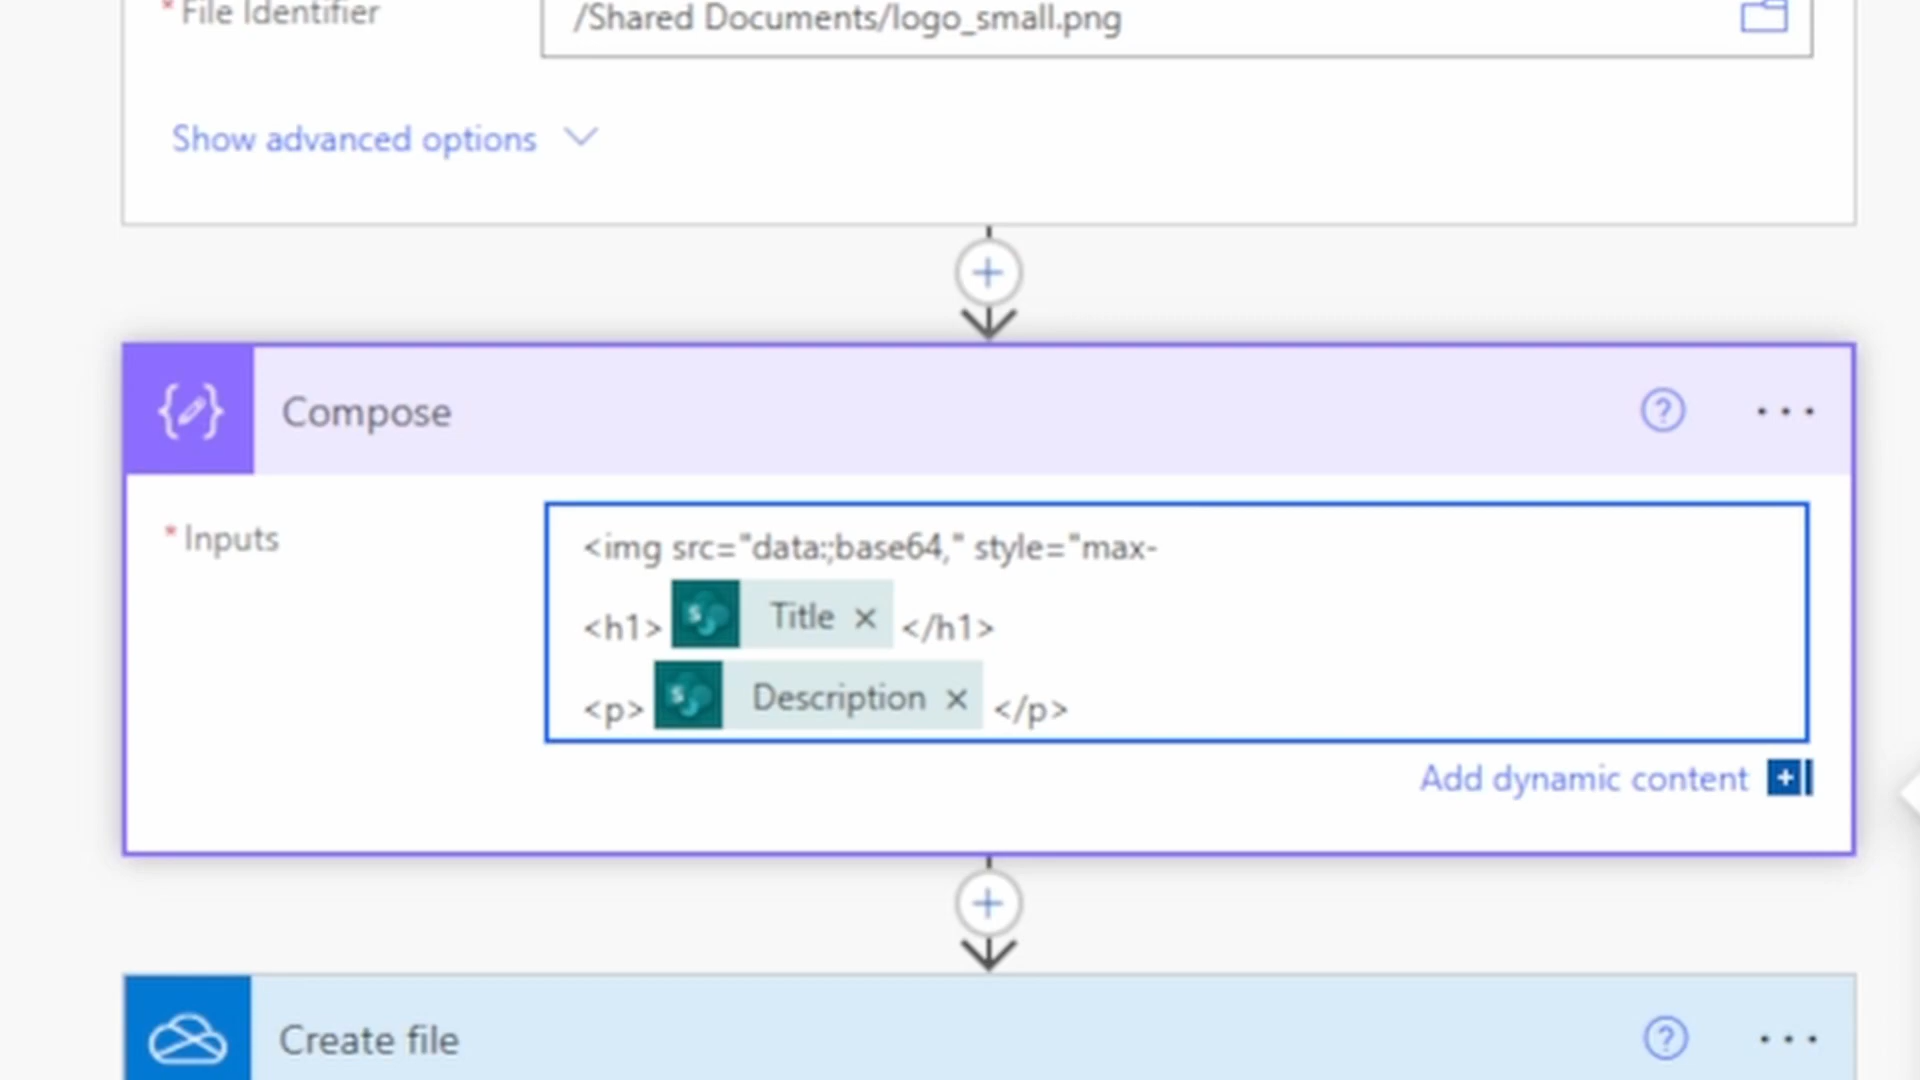 * File Identifier
/Shared Documents/logo_small.png
Show advanced options
Compose
* Inputs
<img src="data:;base64," style="max-
<h1> Title × </h1>
<p> Description × </p>
Add dynamic content
Create file